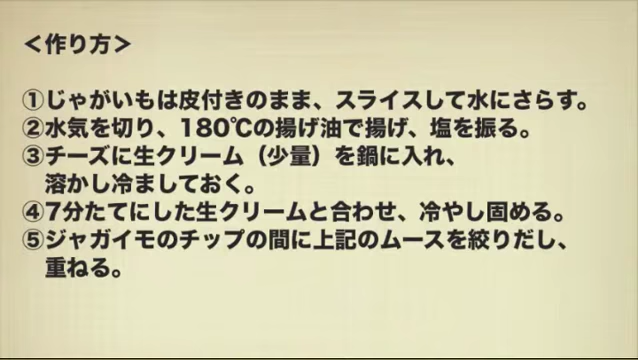 ＜作り方＞
①じゃがいもは皮付きのまま、スライスして水にさらす。
②水気を切り、180℃の揚げ油で揚げ、塩を振る。
③チーズに生クリーム（少量）を鍋に入れ、
溶かし冷ましておく。
④7分たてにした生クリームと合わせ、冷やし固める。
⑤ジャガイモのチップの間に上記のムースを絞りだし、
重ねる。